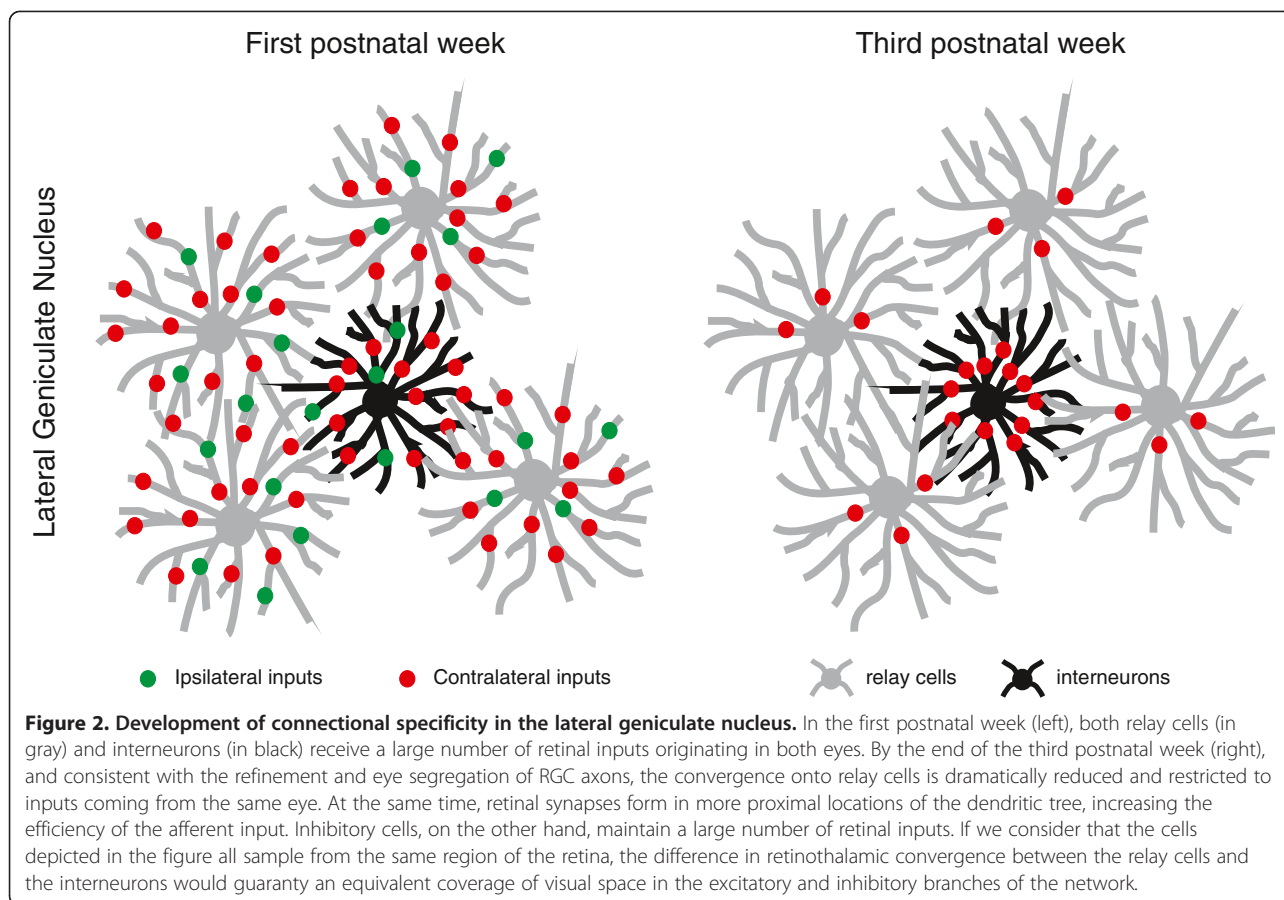 First postnatal week
Third postnatal week
Lateral Geniculate Nucleus
Ipsilateral inputs
Contralateral inputs
relay cells
interneurons
Figure 2. Development of connectional specificity in the lateral geniculate nucleus. In the first postnatal week (left), both relay cells (in
gray) and interneurons (in black) receive a large number of retinal inputs originating in both eyes. By the end of the third postnatal week (right),
and consistent with the refinement and eye segregation of RGC axons, the convergence onto relay cells is dramatically reduced and restricted to
inputs coming from the same eye. At the same time, retinal synapses form in more proximal locations of the dendritic tree, increasing the
efficiency of the afferent input. Inhibitory cells, on the other hand, maintain a large number of retinal inputs. If we consider that the cells
depicted in the figure all sample from the same region of the retina, the difference in retinothalamic convergence between the relay cells and
the interneurons would guaranty an equivalent coverage of visual space in the excitatory and inhibitory branches of the network.